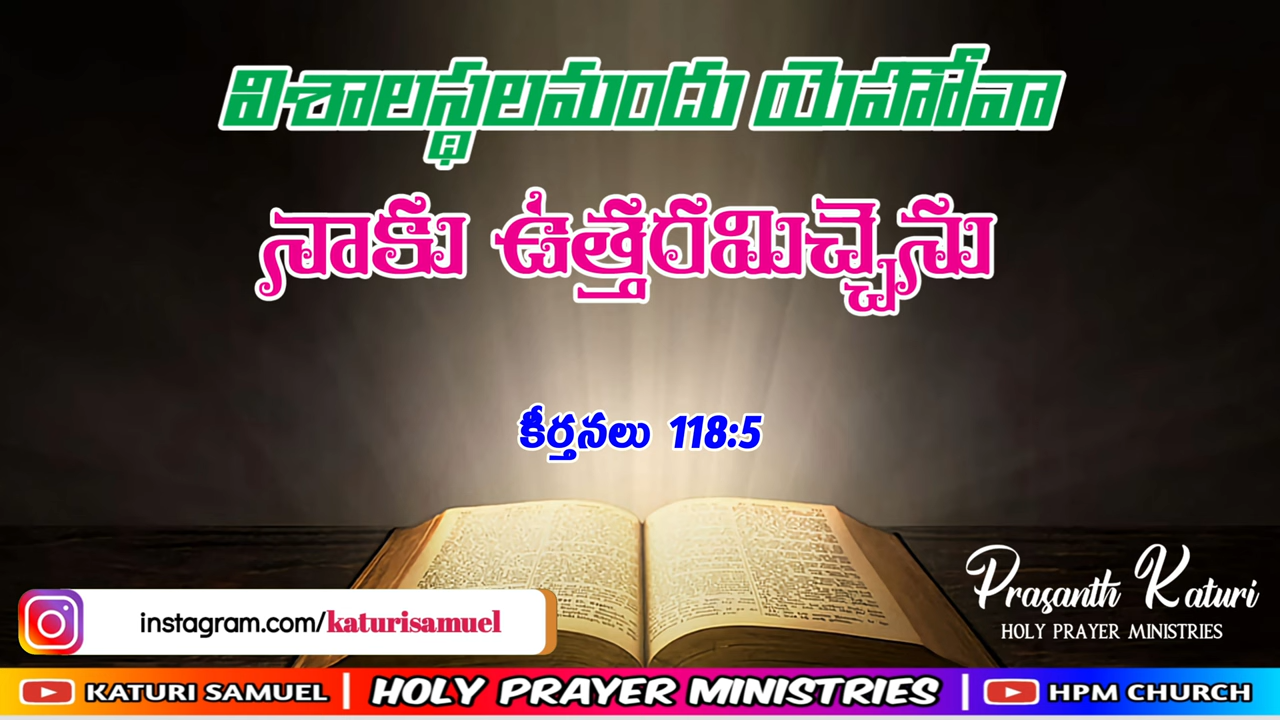 విశాలస్థలమందు యెహోవా
నాకు ఉత్తరమిచ్చెను
కీర్తనలు 118:5
instagram.com/katurisamuel
Prasanth Katuri
HOLY PRAYER MINISTRIES
KATURI SAMUEL | HOLY PRAYER MINISTRIES | HPM CHURCH